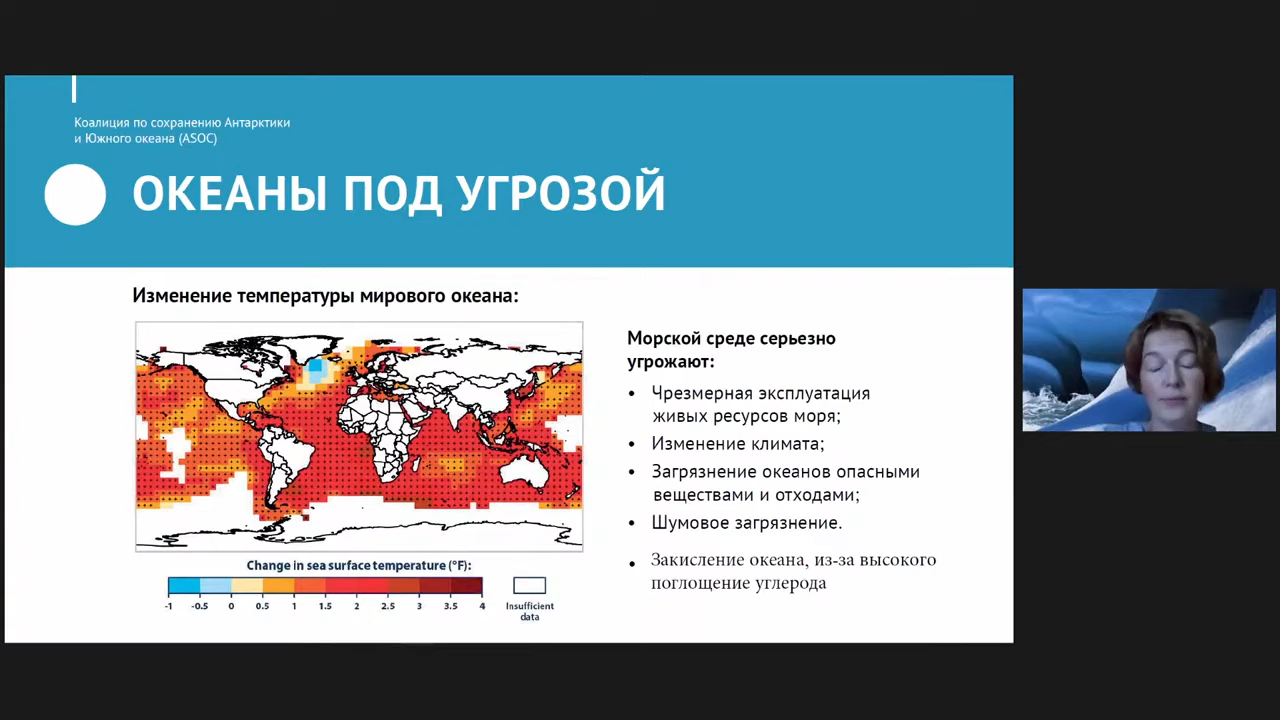 Коалиция по сохранению Антарктики
и Южного океана (ASOC)
ОКЕАНЫ ПОД УГРОЗОЙ
Изменение температуры мирового океана:
Change in sea surface temperature (°F):
-1 -0.5 0 0.5 1 1.5 2 2.5 3 3.5 4
Insufficient
data
Морской среде серьезно
угрожают:
• Чрезмерная эксплуатация
живых ресурсов моря;
• Изменение климата;
• Загрязнение океанов опасными
веществами и отходами;
• Шумовое загрязнение.
• Закисление океана, из-за высокого
поглощение углерода